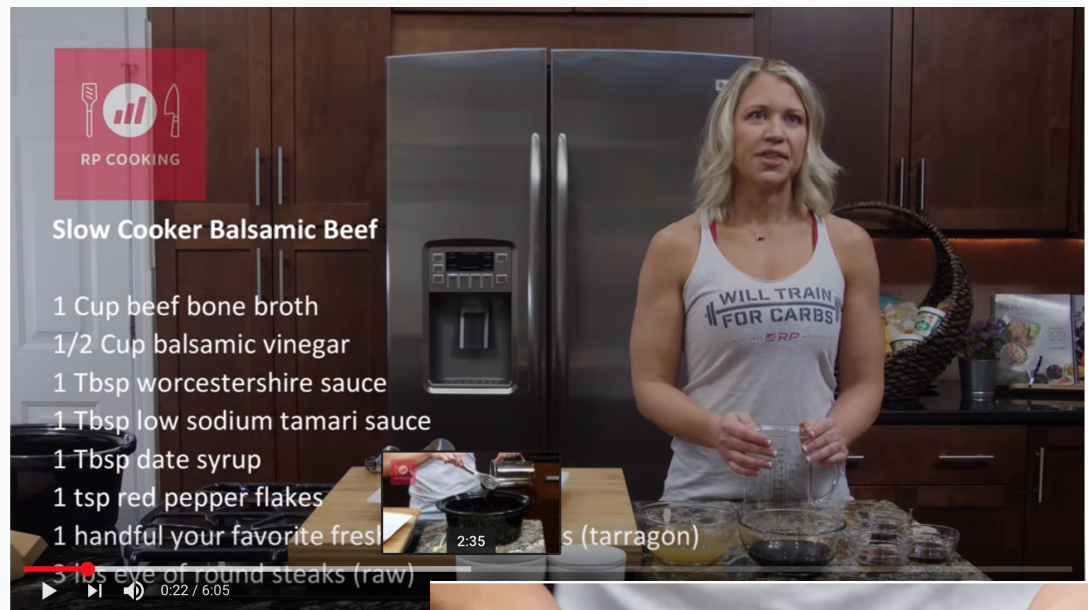 RP COOKING
Slow Cooker Balsamic Beef
1 Cup beef bone broth
1/2 Cup balsamic vinegar
1 Tbsp worcestershire sauce
1 Tbsp low sodium tamari sauce
1 Tbsp date syrup
1 tsp red pepper flakes
1 handful your favorite fresh
s (tarragon)
3 lbs eye of round steaks (raw)
WILL TRAIN
FOR CARBS
RP
2:35
0:22 / 6:05